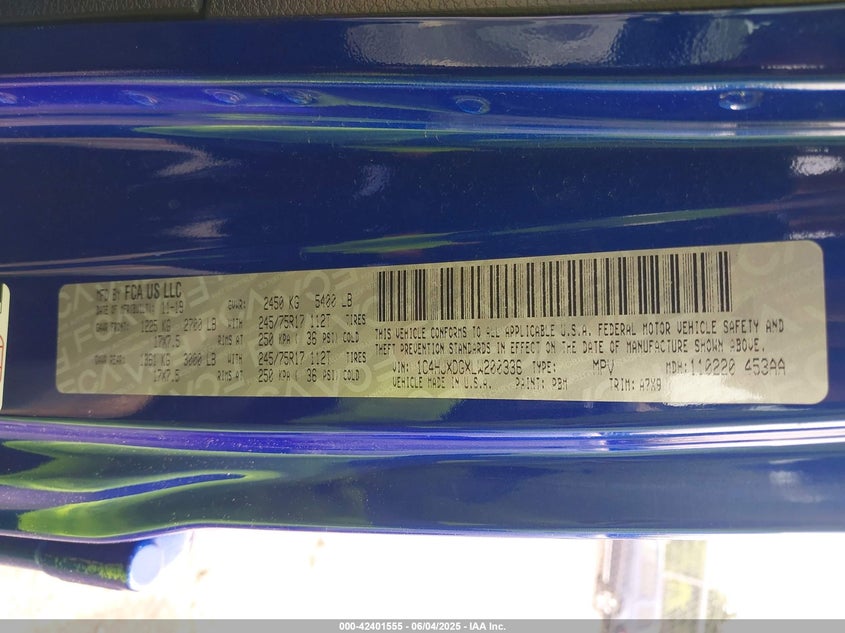 MFD BY FCA US LLC
DATE OF MFR: 11-19 GVWR: 2450 KG 5400 LB
GAWR FRONT: 1225 KG 2700 LB WITH 245/75R17 112T TIRES
17X7.5 RIMS AT 250 KPA ( 36 PSI) COLD
GAWR REAR: 1361 KG 3000 LB WITH 245/75R17 112T TIRES
17X7.5 RIMS AT 250 KPA ( 36 PSI) COLD
THIS VEHICLE CONFORMS TO ALL APPLICABLE U.S.A. FEDERAL MOTOR VEHICLE SAFETY AND
THEFT PREVENTION STANDARDS IN EFFECT ON THE DATE OF MANUFACTURE SHOWN ABOVE.
VIN: 1C4HJXDGXLW200336 TYPE: MPV MDH: 110220 453AA
VEHICLE MADE IN U.S.A. PAINT: PBM TRIM: A7X9
000-42401555 - 06/04/2025 - IAA Inc.